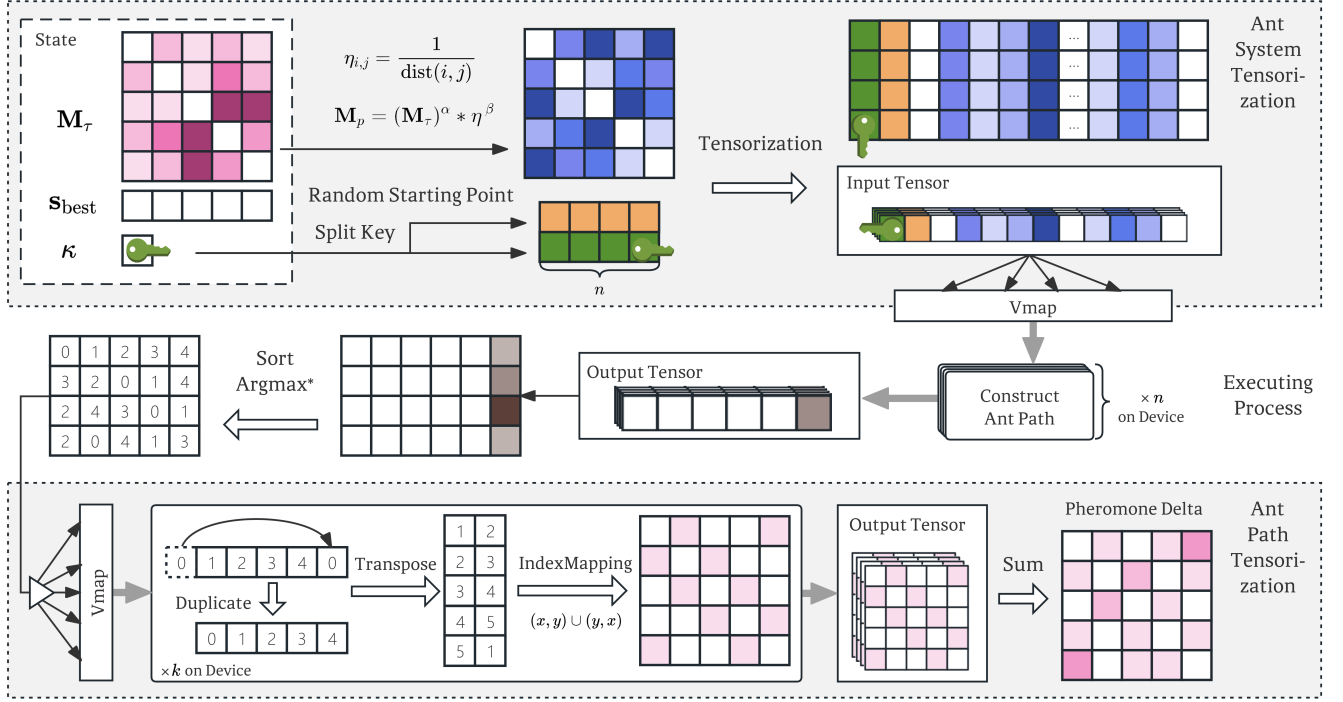 State
M_τ
s_best
κ
η_{i,j} = 1 / dist(i, j)
M_p = (M_τ)^α * η^β
Random Starting Point
Split Key
n
Tensorization
...
...
...
...
Ant
System
Tensori-
zation
Input Tensor
Vmap
0 1 2 3 4
3 2 0 1 4
2 4 3 0 1
2 0 4 1 3
Sort
Argmax*
Output Tensor
Construct
Ant Path
× n
on Device
Executing
Process
Vmap
0 1 2 3 4 0
Duplicate
0 1 2 3 4
× k on Device
Transpose
1 2
2 3
3 4
4 5
5 1
IndexMapping
(x, y) ∪ (y, x)
Output Tensor
Sum
Pheromone Delta
Ant
Path
Tensori-
zation